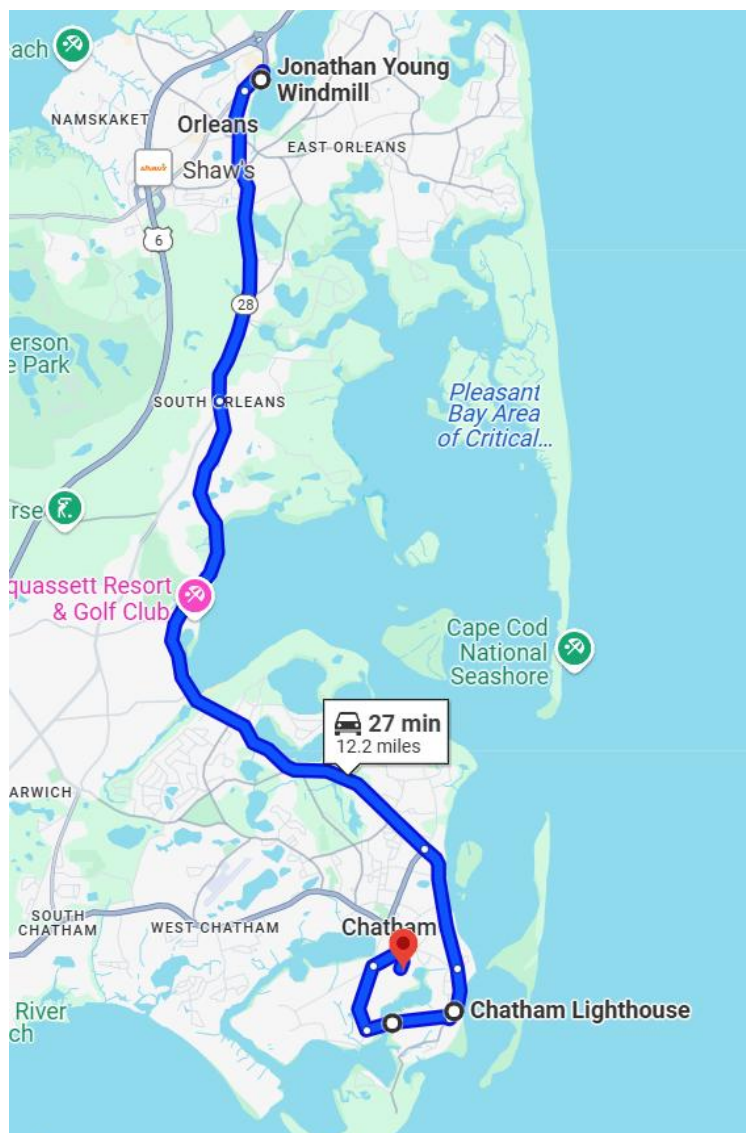 ach
Jonathan Young
Windmill
NAMSKAKET
Orleans
EAST ORLEANS
Shaw's
6
28
erson
e Park
SOUTH ORLEANS
Pleasant
Bay Area
of Critical...
rse
quassett Resort
& Golf Club
Cape Cod
National
Seashore
27 min
12.2 miles
ARWICH
SOUTH
CHATHAM
WEST CHATHAM
Chatham
River
ch
Chatham Lighthouse